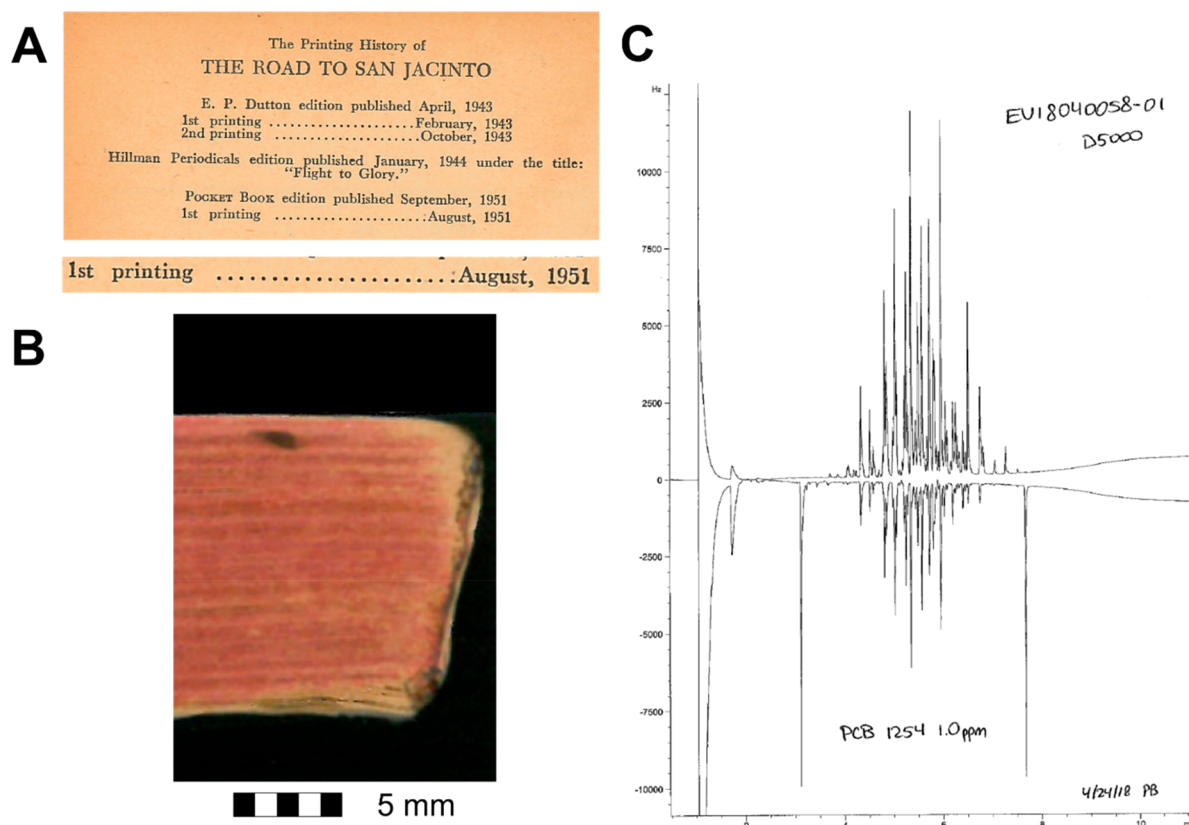 A
The Printing History of
THE ROAD TO SAN JACINTO
E. P. Dutton edition published April, 1943
1st printing ......................February, 1943
2nd printing ......................October, 1943
Hillman Periodicals edition published January, 1944 under the title:
"Flight to Glory."
POCKET BOOK edition published September, 1951
1st printing ......................August, 1951
1st printing ......................August, 1951
B
5 mm
C
Hz
EV18040058-01
D5000
10000
7500
5000
2500
0
-2500
-5000
-7500
-10000
PCB 1254 1.0ppm
4/24/18 PB